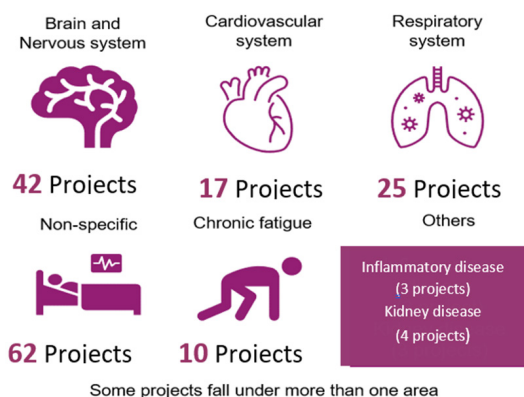 Brain and
Nervous system
42 Projects
Cardiovascular
system
17 Projects
Respiratory
system
25 Projects
Non-specific
62 Projects
Chronic fatigue
10 Projects
Others
Inflammatory disease
(3 projects)
Kidney disease
(4 projects)
Some projects fall under more than one area